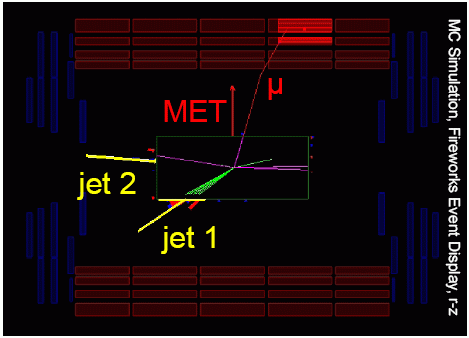 MC Simulation, Fireworks Event Display, r-z
μ
MET
jet 2
jet 1